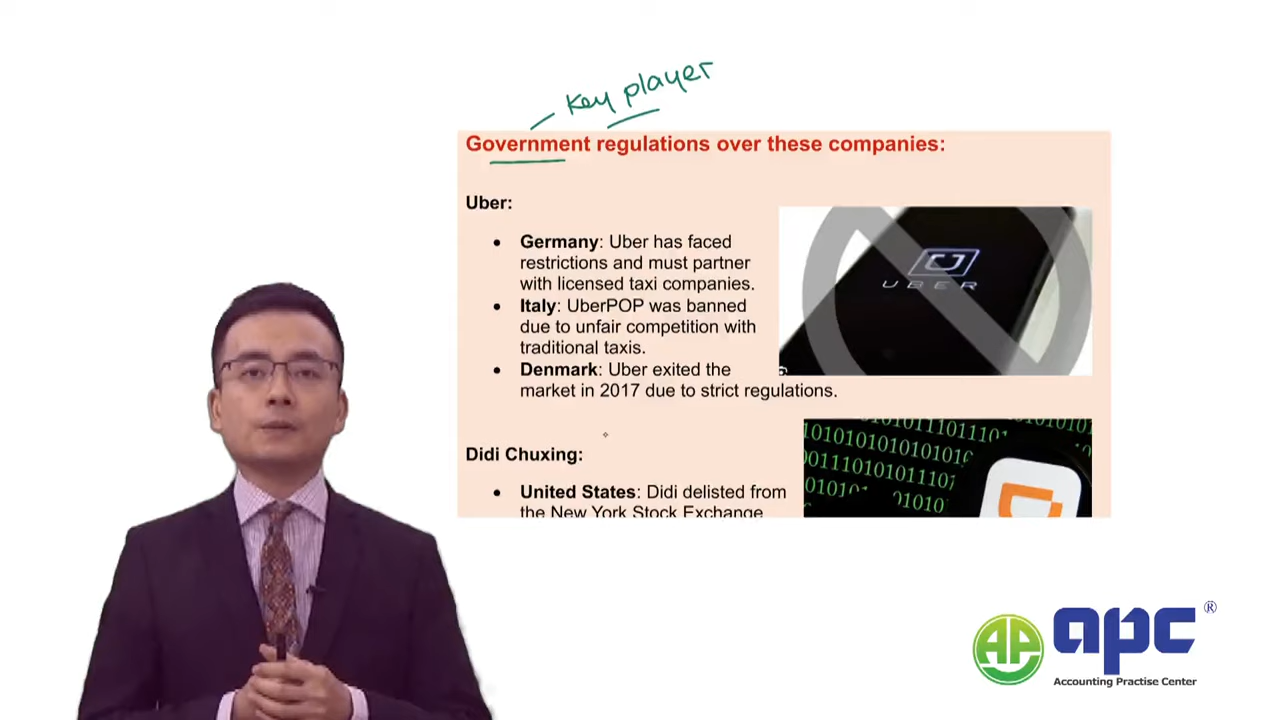 Key player
Government regulations over these companies:
Uber:
• Germany: Uber has faced
restrictions and must partner
with licensed taxi companies.
• Italy: UberPOP was banned
due to unfair competition with
traditional taxis.
• Denmark: Uber exited the
market in 2017 due to strict regulations.
UBER
Didi Chuxing:
• United States: Didi delisted from
the New York Stock Exchange
AP
apc®
Accounting Practise Center